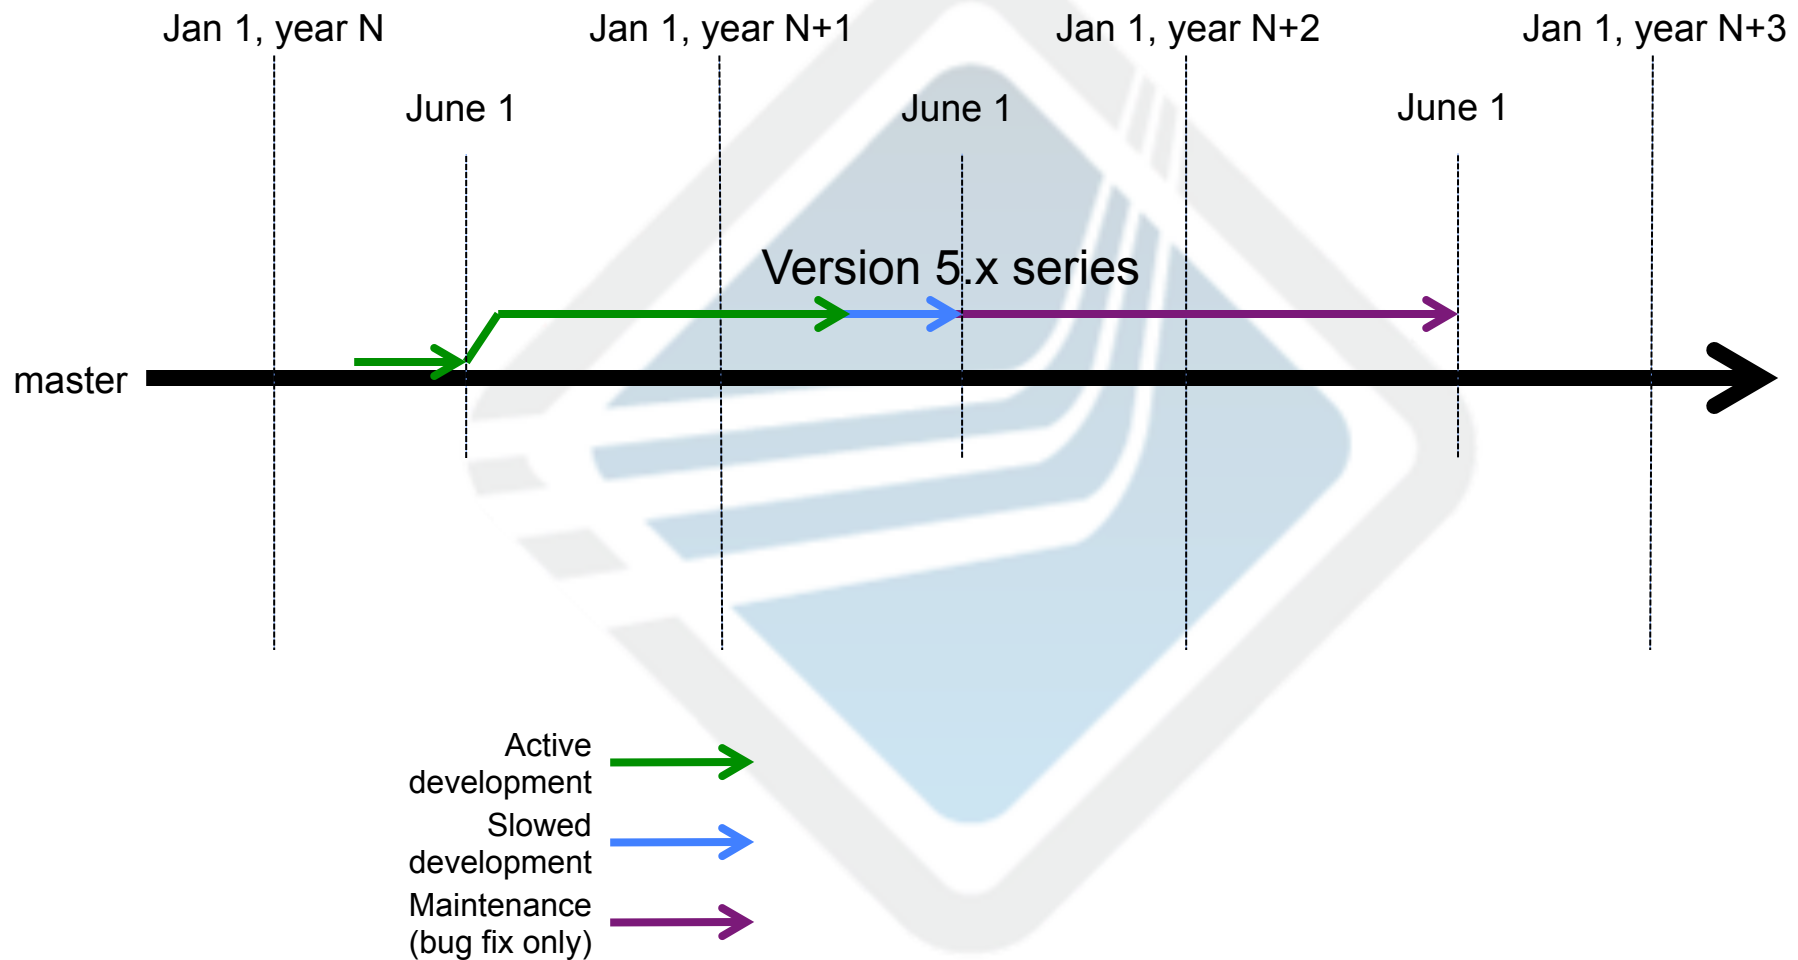 Jan 1, year N
Jan 1, year N+1
Jan 1, year N+2
Jan 1, year N+3
June 1
June 1
June 1
Version 5.x series
master
Active
development
Slowed
development
Maintenance
(bug fix only)